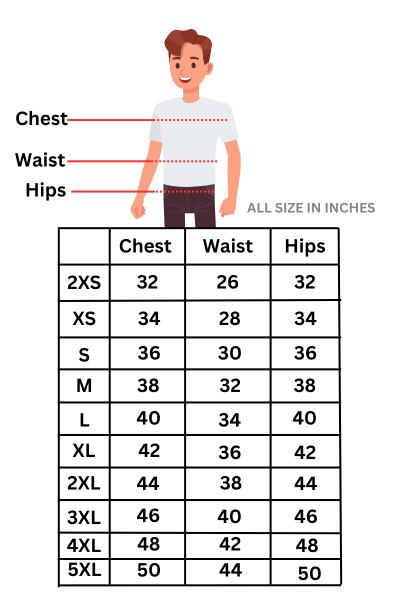 Chest
Waist
Hips
ALL SIZE IN INCHES
Chest Waist Hips
2XS 32 26 32
XS 34 28 34
S 36 30 36
M 38 32 38
L 40 34 40
XL 42 36 42
2XL 44 38 44
3XL 46 40 46
4XL 48 42 48
5XL 50 44 50